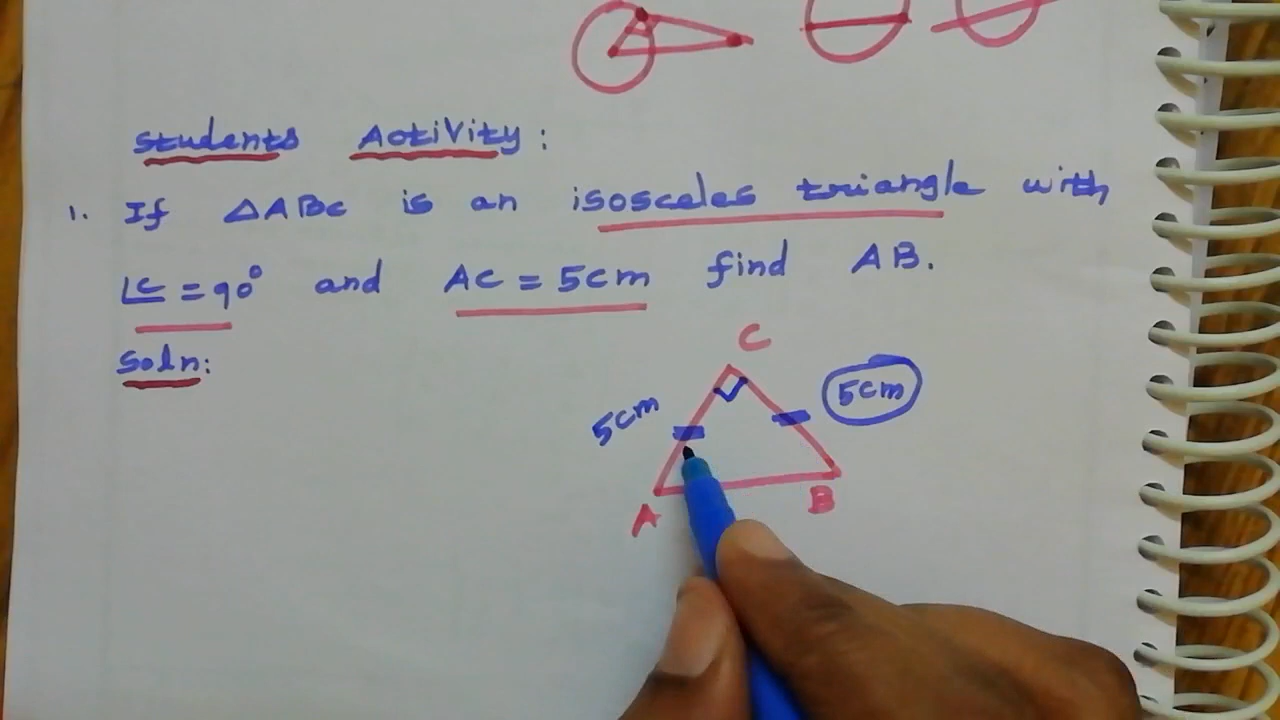 Students Activity:
1. If △ABC is an isosceles triangle with
∠C = 90° and AC = 5cm find AB.
Soln:
C
5cm
5cm
A
B